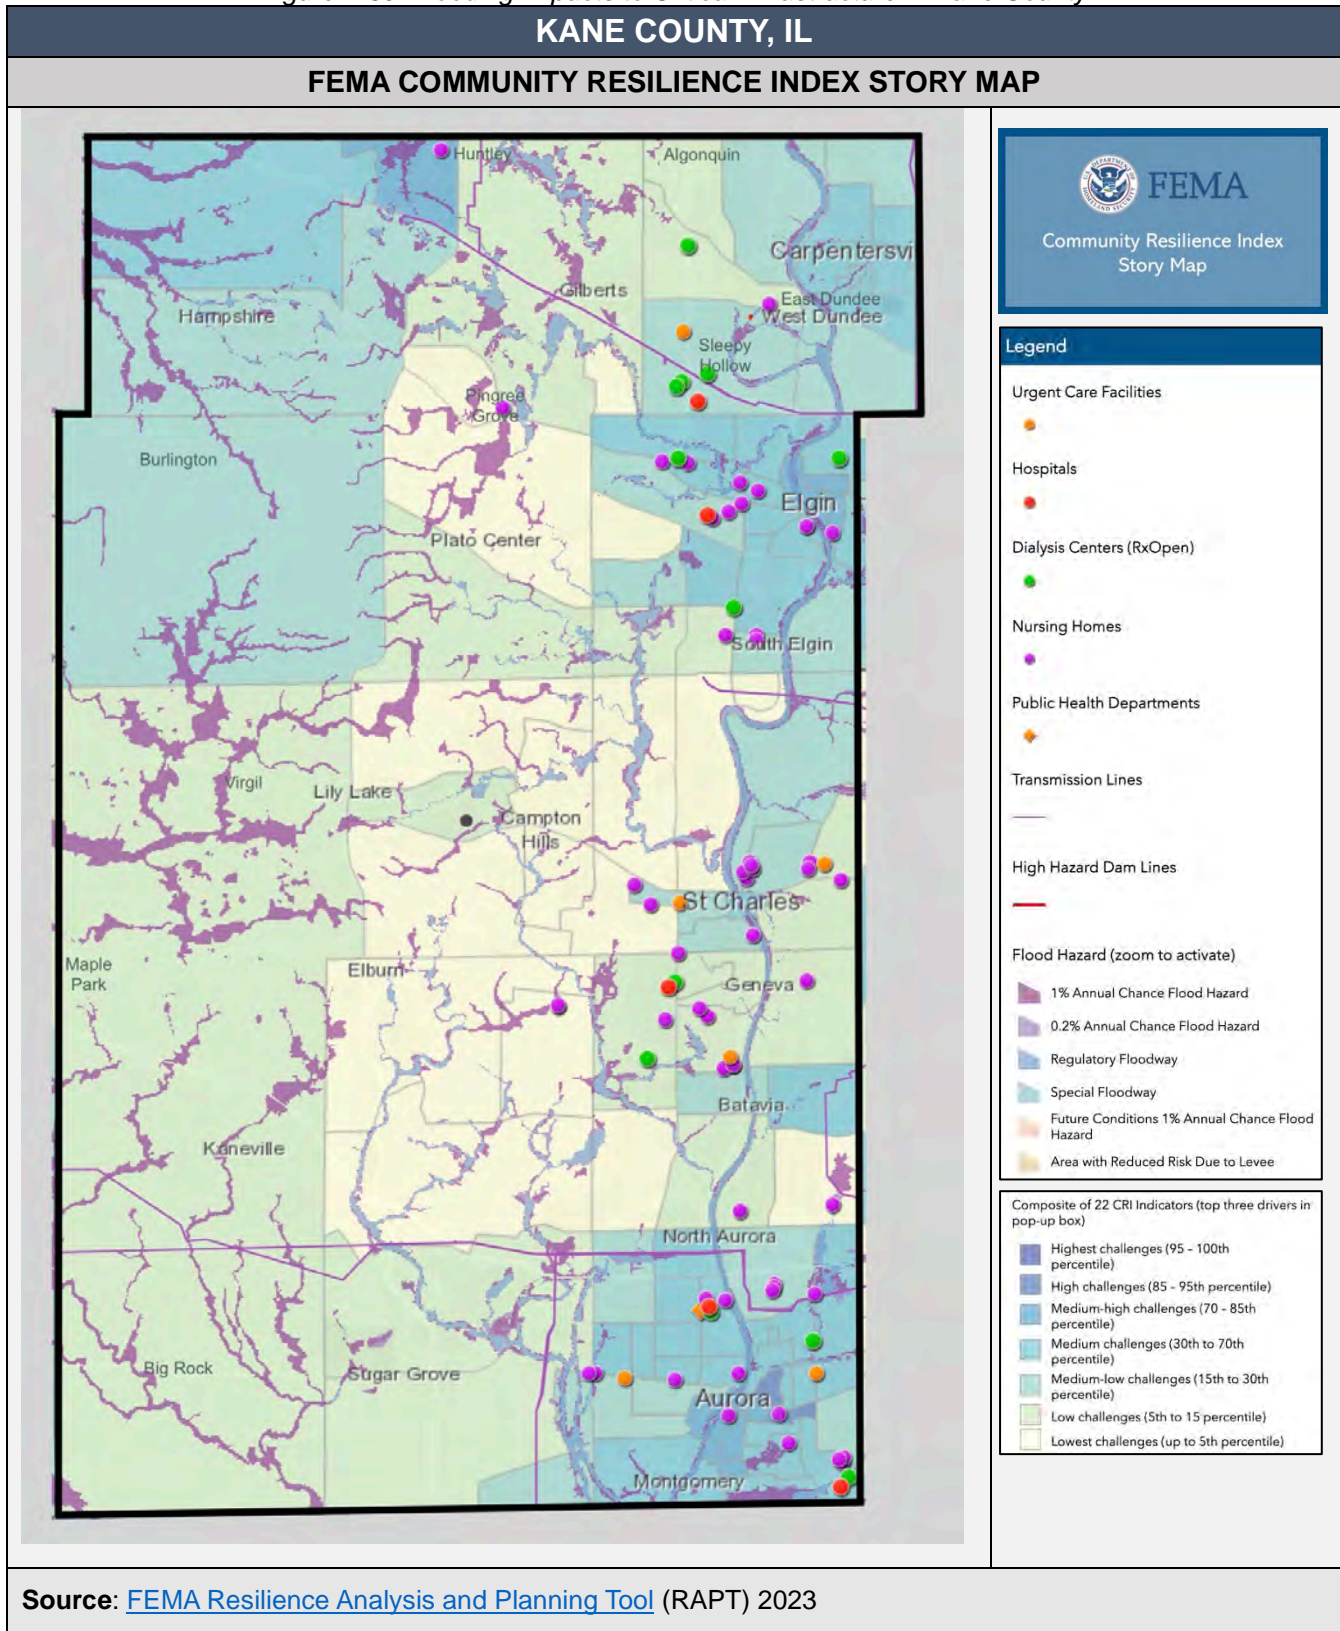 KANE COUNTY, IL
FEMA COMMUNITY RESILIENCE INDEX STORY MAP
Huntley
Algonquin
Carpentersvi
Gilberts
East Dundee
West Dundee
Hampshire
Sleepy
Hollow
Pingree
Grove
Burlington
Elgin
Plato Center
South Elgin
Virgil
Lily Lake
Campton
Hills
St Charles
Maple
Park
Elburn
Geneva
Batavia
Kaneville
North Aurora
Big Rock
Sugar Grove
Aurora
Montgomery
U.S. DEPARTMENT OF
HOMELAND SECURITY
FEMA
Community Resilience Index
Story Map
Legend
Urgent Care Facilities
Hospitals
Dialysis Centers (RxOpen)
Nursing Homes
Public Health Departments
Transmission Lines
High Hazard Dam Lines
Flood Hazard (zoom to activate)
1% Annual Chance Flood Hazard
0.2% Annual Chance Flood Hazard
Regulatory Floodway
Special Floodway
Future Conditions 1% Annual Chance Flood
Hazard
Area with Reduced Risk Due to Levee
Composite of 22 CRI Indicators (top three drivers in
pop-up box)
Highest challenges (95 - 100th
percentile)
High challenges (85 - 95th percentile)
Medium-high challenges (70 - 85th
percentile)
Medium challenges (30th to 70th
percentile)
Medium-low challenges (15th to 30th
percentile)
Low challenges (5th to 15 percentile)
Lowest challenges (up to 5th percentile)
Source: FEMA Resilience Analysis and Planning Tool (RAPT) 2023